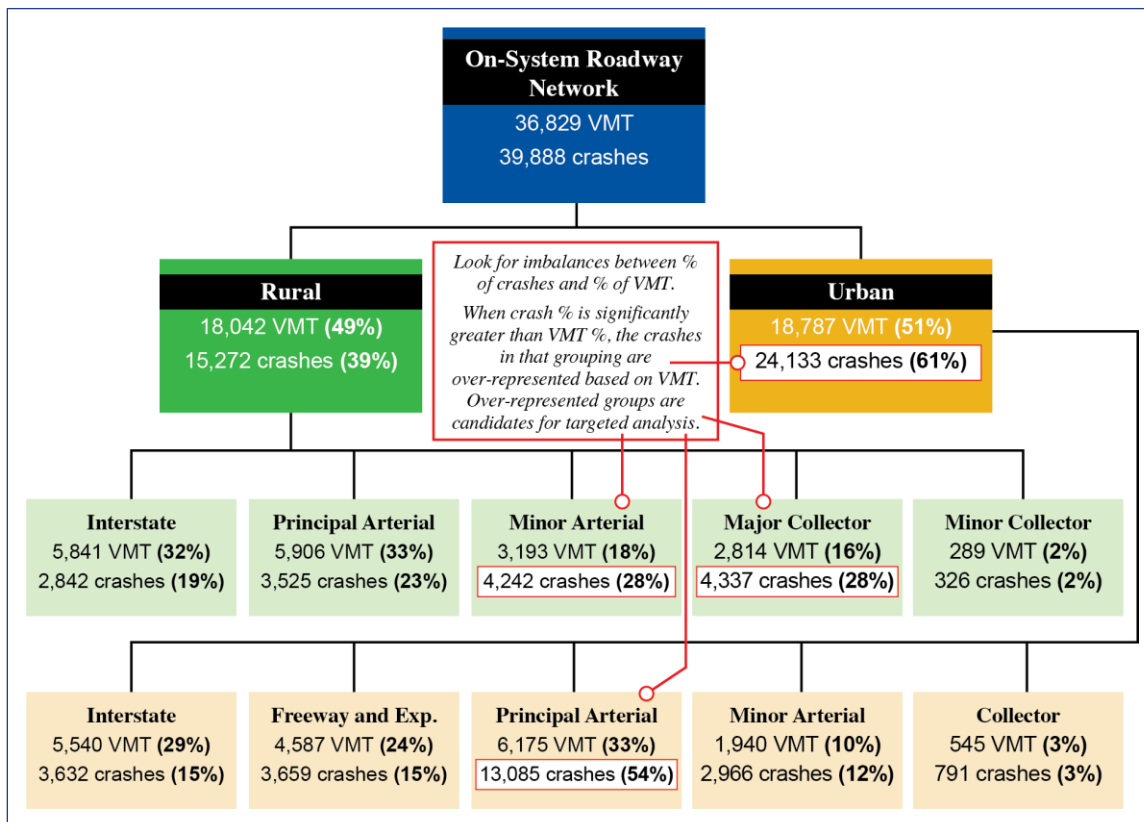 On-System Roadway
Network
36,829 VMT
39,888 crashes
Rural
18,042 VMT (49%)
15,272 crashes (39%)
Look for imbalances between %
of crashes and % of VMT.
When crash % is significantly
greater than VMT %, the crashes
in that grouping are
over-represented based on VMT.
Over-represented groups are
candidates for targeted analysis.
Urban
18,787 VMT (51%)
24,133 crashes (61%)
Interstate
5,841 VMT (32%)
2,842 crashes (19%)
Principal Arterial
5,906 VMT (33%)
3,525 crashes (23%)
Minor Arterial
3,193 VMT (18%)
4,242 crashes (28%)
Major Collector
2,814 VMT (16%)
4,337 crashes (28%)
Minor Collector
289 VMT (2%)
326 crashes (2%)
Interstate
5,540 VMT (29%)
3,632 crashes (15%)
Freeway and Exp.
4,587 VMT (24%)
3,659 crashes (15%)
Principal Arterial
6,175 VMT (33%)
13,085 crashes (54%)
Minor Arterial
1,940 VMT (10%)
2,966 crashes (12%)
Collector
545 VMT (3%)
791 crashes (3%)